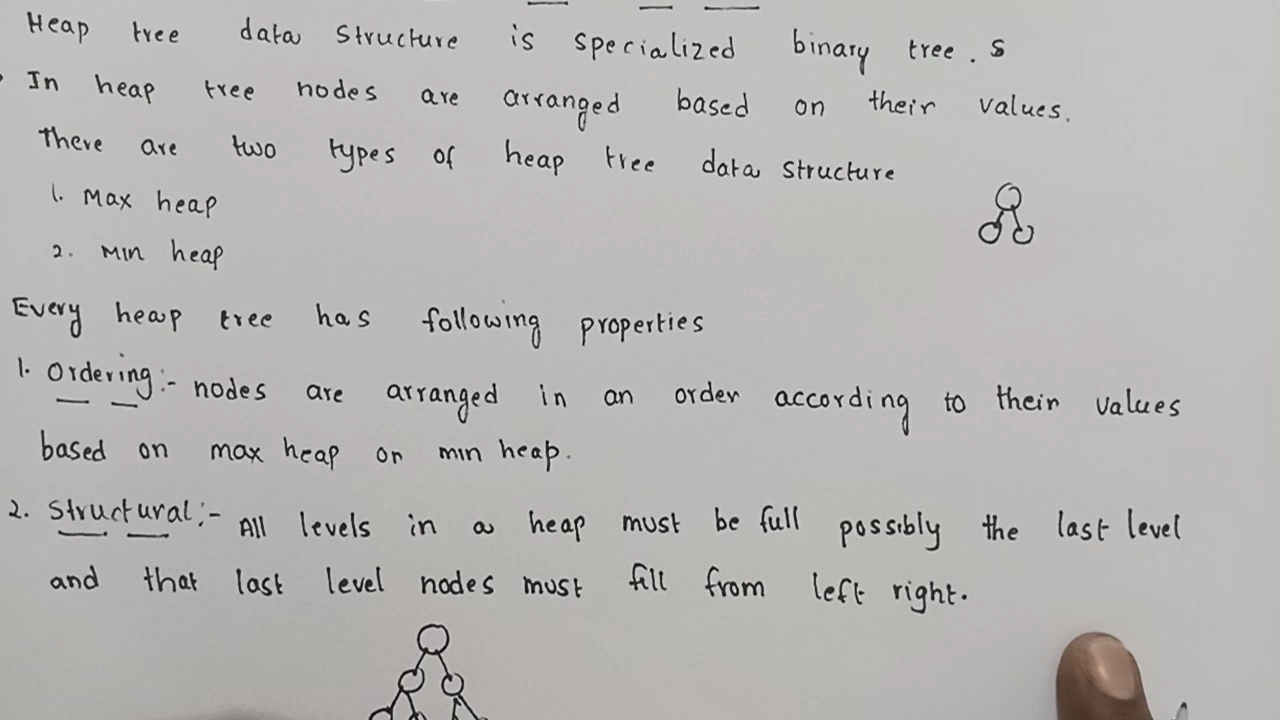 Heap tree data structure is specialized binary tree. s
In heap tree nodes are arranged based on their values.
There are two types of heap tree data structure
1. Max heap
2. Min heap
Every heap tree has following properties
1. Ordering:- nodes are arranged in an order according to their values
based on max heap or min heap.
2. Structural:- All levels in a heap must be full possibly the last level
and that last level nodes must fill from left right.